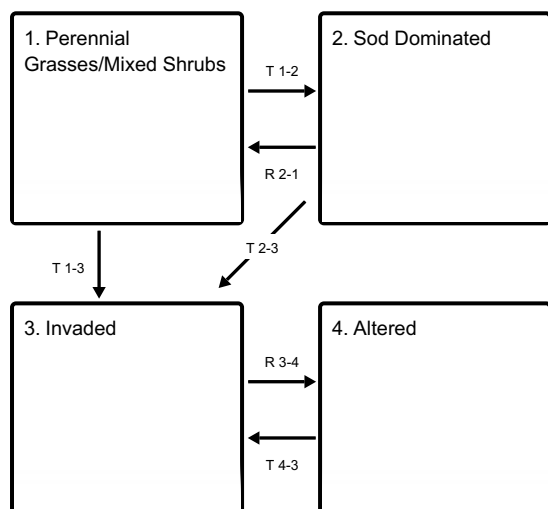 1. Perennial
Grasses/Mixed Shrubs
T 1-2
2. Sod Dominated
R 2-1
T 1-3
T 2-3
3. Invaded
R 3-4
4. Altered
T 4-3